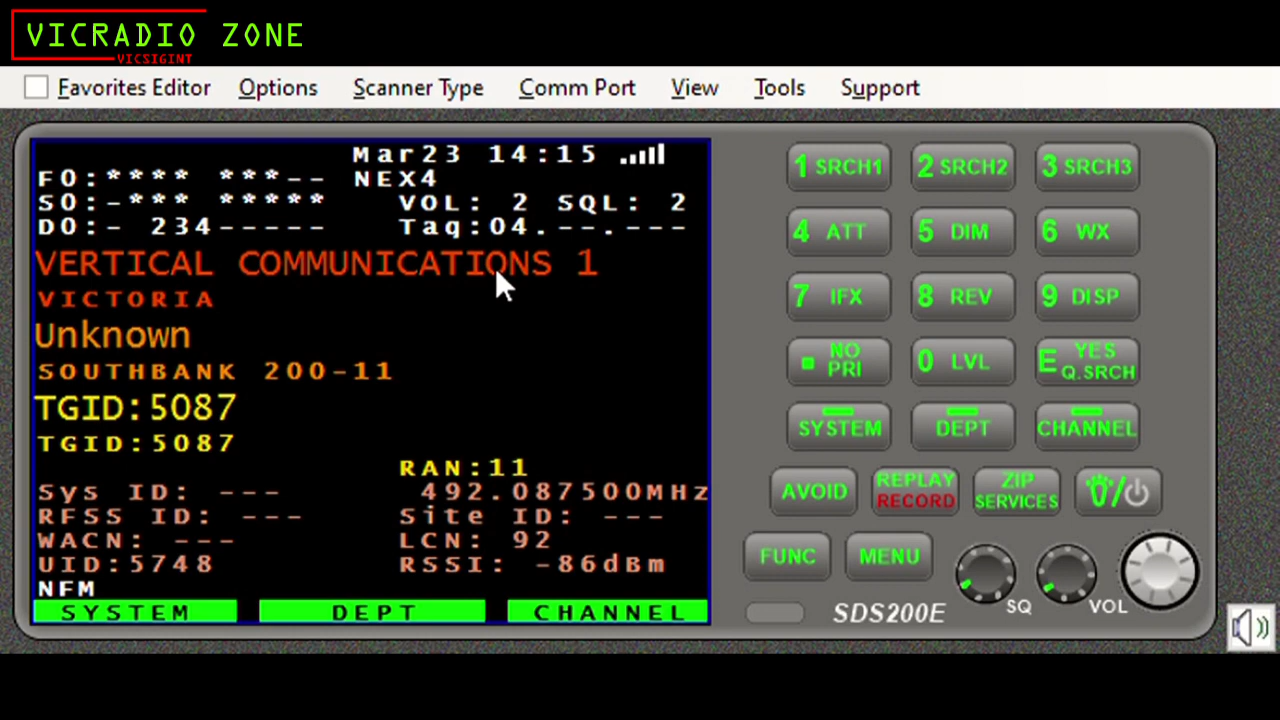 VICRADIO ZONE
VICSIGINT
Favorites Editor Options Scanner Type Comm Port View Tools Support
Mar23 14:15
F0:**** ***-- NEX4
S0:-*** ***** VOL: 2 SQL: 2
D0:- 234----- Taq:04.--.---
VERTICAL COMMUNICATIONS 1
VICTORIA
Unknown
SOUTHBANK 200-11
TGID:5087
TGID:5087
RAN:11
Sys ID: --- 492.087500MHz
RFSS ID: --- Site ID: ---
WACN: --- LCN: 92
UID:5748 RSSI: -86dBm
NFM
SYSTEM DEPT CHANNEL
1 SRCH1 2 SRCH2 3 SRCH3
4 ATT 5 DIM 6 WX
7 IFX 8 REV 9 DISP
. NO PRI 0 LVL E YES Q.SRCH
SYSTEM DEPT CHANNEL
AVOID REPLAY RECORD ZIP SERVICES
FUNC MENU
SQ VOL
SDS200E